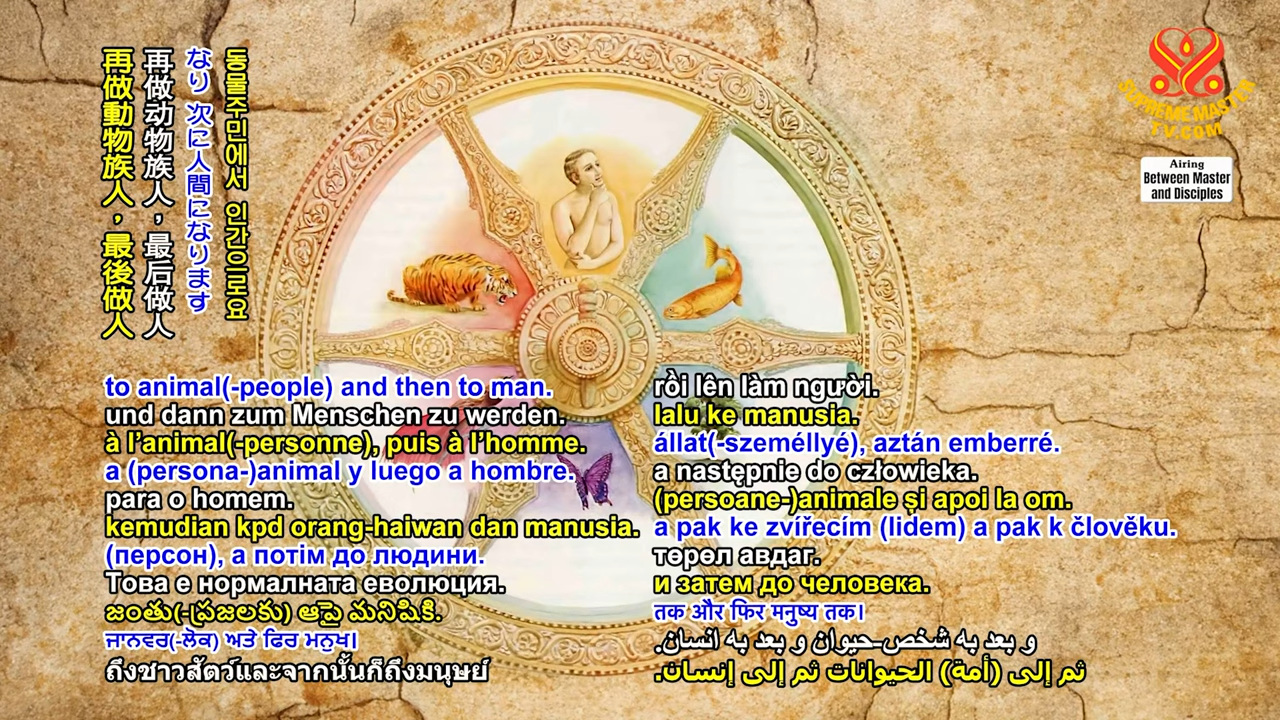 再做動物族人，最後做人
再做动物族人，最后做人
なり 次に人間になります
동물주민에서 인간으로요
SUPREME MASTER
TV.COM
Airing
Between Master
and Disciples
to animal(-people) and then to man.
und dann zum Menschen zu werden.
à l’animal(-personne), puis à l’homme.
a (persona-)animal y luego a hombre.
para o homem.
kemudian kpd orang-haiwan dan manusia.
(персон), а потім до людини.
Това е нормалната еволюция.
జంతు(-ప్రజలకు) ఆపై మనిషికి.
ਜਾਨਵਰ(-ਲੋਕ) ਅਤੇ ਫਿਰ ਮਨੁਖ।
ถึงชาวสัตว์และจากนั้นก็ถึงมนุษย์
rồi lên làm người.
lalu ke manusia.
állat(-személlyé), aztán emberré.
a następnie do człowieka.
(persoane-)animale și apoi la om.
a pak ke zvířecím (lidem) a pak k člověku.
төрөл авдаг.
и затем до человека.
तक और फिर मनुष्य तक।
و بعد به شخص-حیوان و بعد به انسان.
ثم إلى (أمة) الحيوانات ثم إلى إنسان.